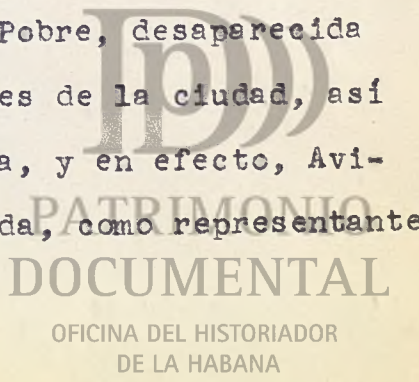 Pobre, desaparecida
es de la ciudad, así
a, y en efecto, Avi-
da, como representante
PATRIMONIO
DOCUMENTAL
OFICINA DEL HISTORIADOR
DE LA HABANA